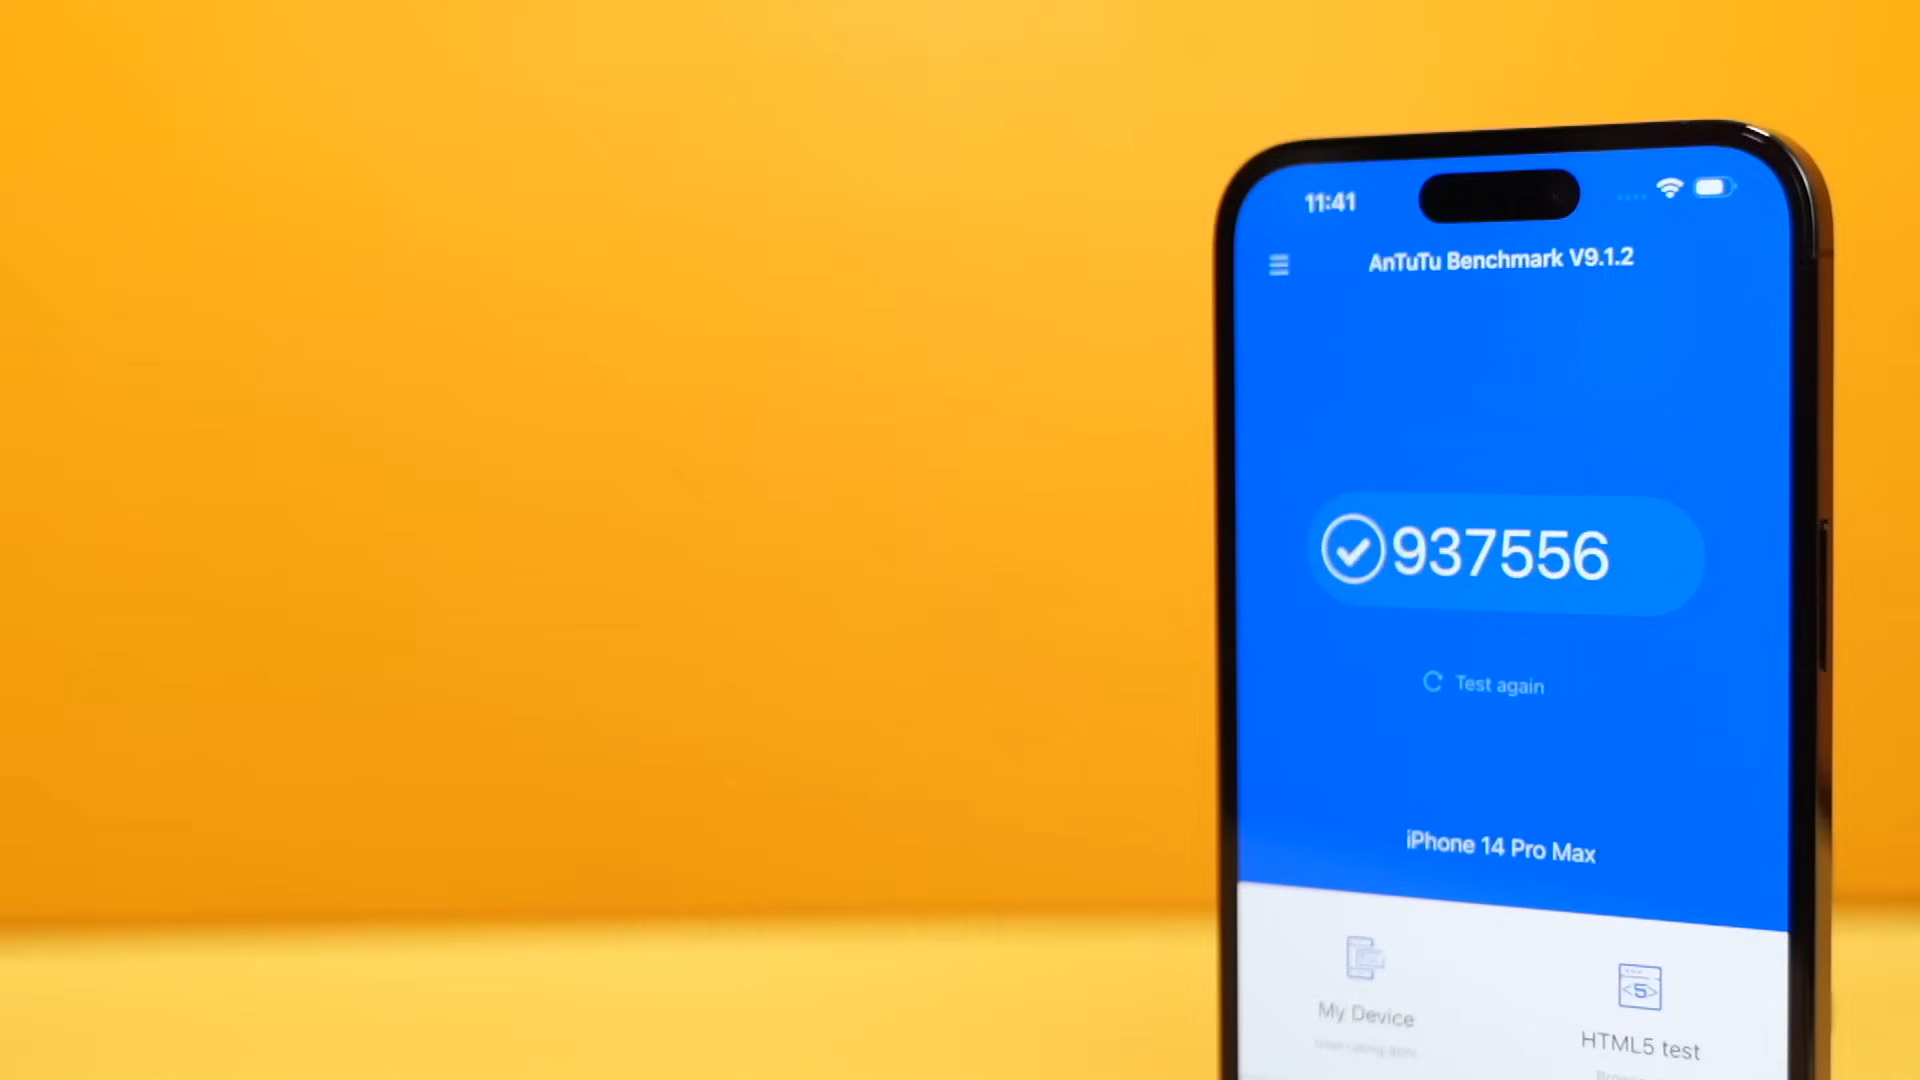 11:41
AnTuTu Benchmark V9.1.2
937556
Test again
iPhone 14 Pro Max
My Device
HTML5 test